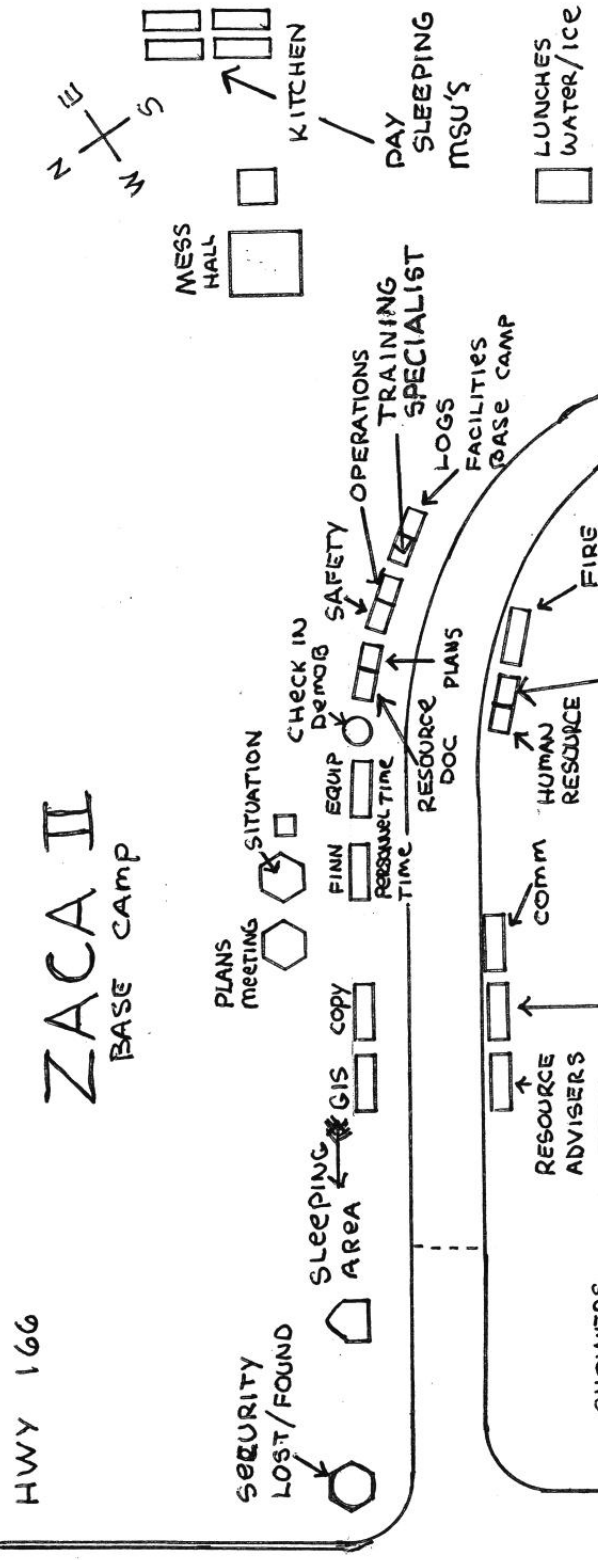 HWY 166
ZACA II
BASE CAMP
N
E
S
W
KITCHEN
DAY
SLEEPING
MSU'S
MESS
HALL
LUNCHES
WATER/ICE
OPERATIONS
TRAINING
SPECIALIST
LOGS
FACILITIES
BASE CAMP
SAFETY
CHECK IN
DEMOB
PLANS
RESOURCE
DOC
SITUATION
EQUIP
PERSONNEL TIME
FINN
TIME
PLANS
MEETING
COPY
GIS
SLEEPING
AREA
SECURITY
LOST/FOUND
FIRE
HUMAN
RESOURCE
COMM
RESOURCE
ADVISERS